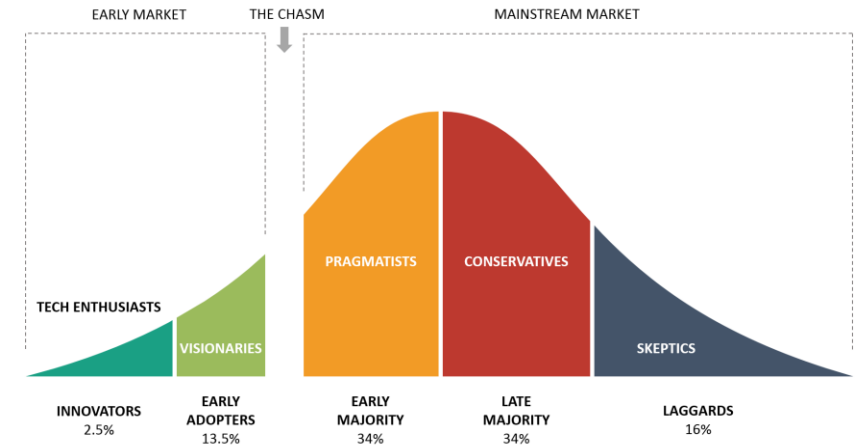 EARLY MARKET
THE CHASM
MAINSTREAM MARKET
PRAGMATISTS
CONSERVATIVES
TECH ENTHUSIASTS
VISIONARIES
SKEPTICS
INNOVATORS
2.5%
EARLY
ADOPTERS
13.5%
EARLY
MAJORITY
34%
LATE
MAJORITY
34%
LAGGARDS
16%